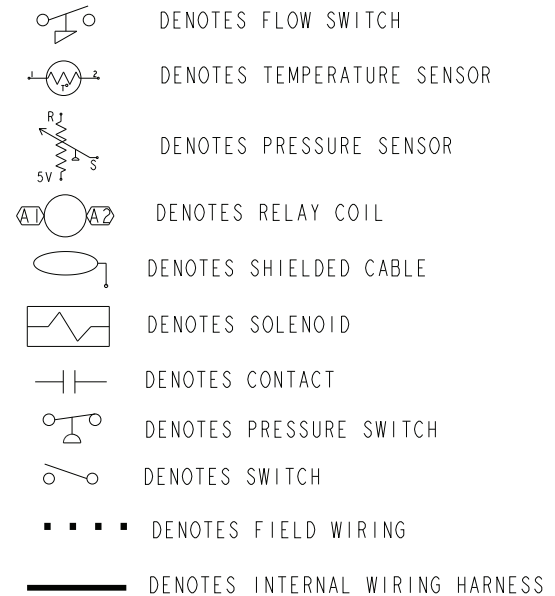 DENOTES FLOW SWITCH
1 2 T°
DENOTES TEMPERATURE SENSOR
R
DENOTES PRESSURE SENSOR
S
5V
A1 A2 DENOTES RELAY COIL
DENOTES SHIELDED CABLE
DENOTES SOLENOID
DENOTES CONTACT
DENOTES PRESSURE SWITCH
DENOTES SWITCH
DENOTES FIELD WIRING
DENOTES INTERNAL WIRING HARNESS